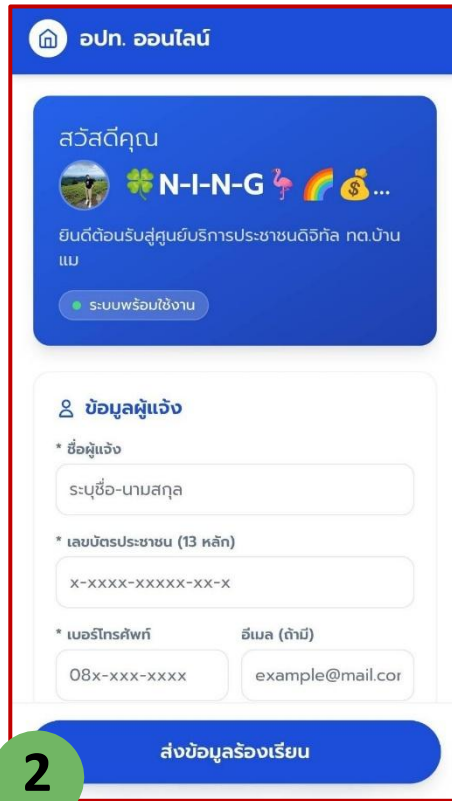 อปท. ออนไลน์
สวัสดีคุณ
🍀N-I-N-G🦩🌈💰...
ยินดีต้อนรับสู่ศูนย์บริการประชาชนดิจิทัล ทต.บ้าน
แม
ระบบพร้อมใช้งาน
ข้อมูลผู้แจ้ง
* ชื่อผู้แจ้ง
ระบุชื่อ-นามสกุล
* เลขบัตรประชาชน (13 หลัก)
x-xxxx-xxxxx-xx-x
* เบอร์โทรศัพท์ อีเมล (ถ้ามี)
08x-xxx-xxxx example@mail.cor
ส่งข้อมูลร้องเรียน
2